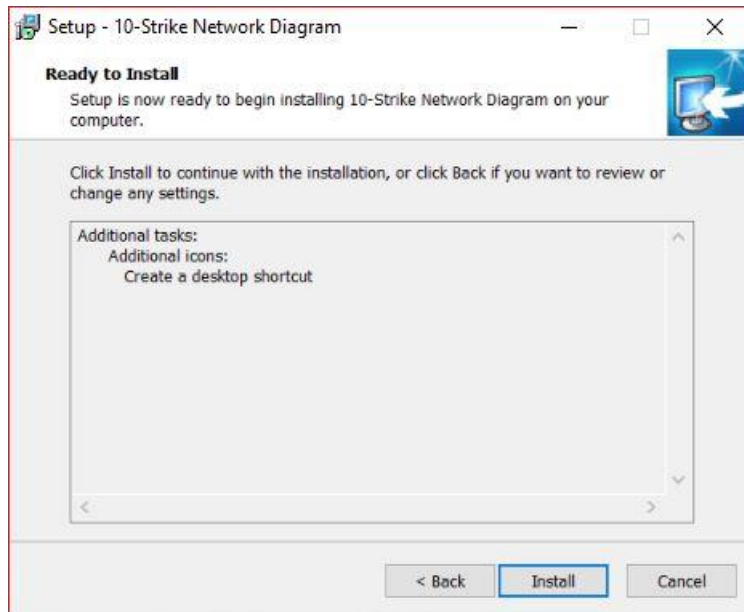 Setup - 10-Strike Network Diagram
Ready to Install
Setup is now ready to begin installing 10-Strike Network Diagram on your
computer.
Click Install to continue with the installation, or click Back if you want to review or
change any settings.
Additional tasks:
Additional icons:
Create a desktop shortcut
< Back Install Cancel